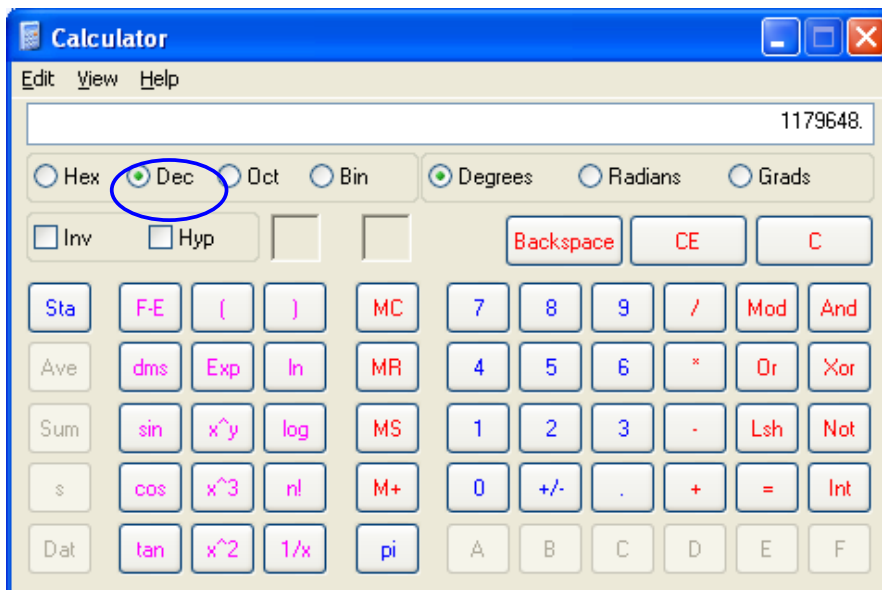 Calculator
Edit View Help
1179648.
Hex Dec Oct Bin Degrees Radians Grads
Inv Hyp Backspace CE C
Sta F-E ( ) MC 7 8 9 / Mod And
Ave dms Exp ln MR 4 5 6 * Or Xor
Sum sin x^y log MS 1 2 3 - Lsh Not
s cos x^3 n! M+ 0 +/- . + = Int
Dat tan x^2 1/x pi A B C D E F